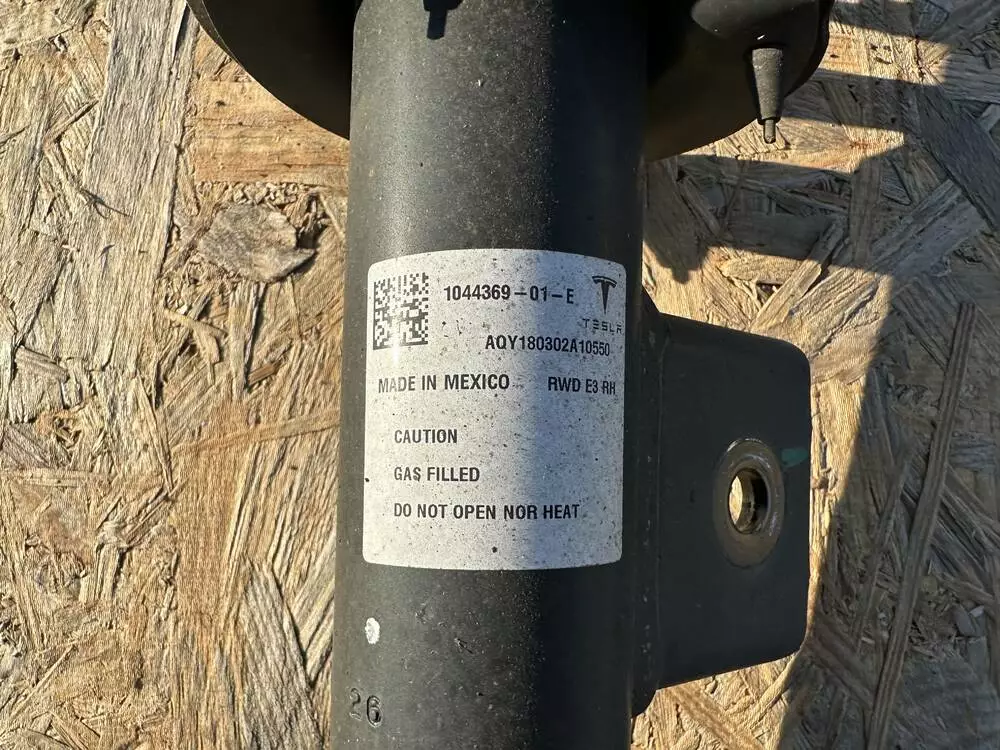 1044369-01-E
TESLA
AQY180302A10550
MADE IN MEXICO RWD E3 RH
CAUTION
GAS FILLED
DO NOT OPEN NOR HEAT
26